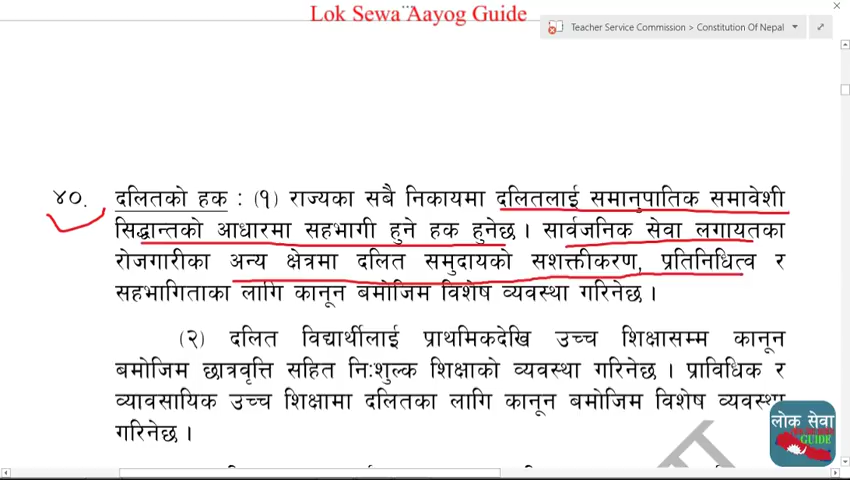 Lok Sewa Aayog Guide
Teacher Service Commission > Constitution Of Nepal
४०. दलितको हक : (१) राज्यका सबै निकायमा दलितलाई समानुपातिक समावेशी
सिद्धान्तको आधारमा सहभागी हुने हक हुनेछ । सार्वजनिक सेवा लगायतका
रोजगारीका अन्य क्षेत्रमा दलित समुदायको सशक्तीकरण, प्रतिनिधित्व र
सहभागिताका लागि कानून बमोजिम विशेष व्यवस्था गरिनेछ ।
(२) दलित विद्यार्थीलाई प्राथमिकदेखि उच्च शिक्षासम्म कानून
बमोजिम छात्रवृत्ति सहित निःशुल्क शिक्षाको व्यवस्था गरिनेछ । प्राविधिक र
व्यावसायिक उच्च शिक्षामा दलितका लागि कानून बमोजिम विशेष व्यवस्था
गरिनेछ ।
लोक सेवा
GUIDE